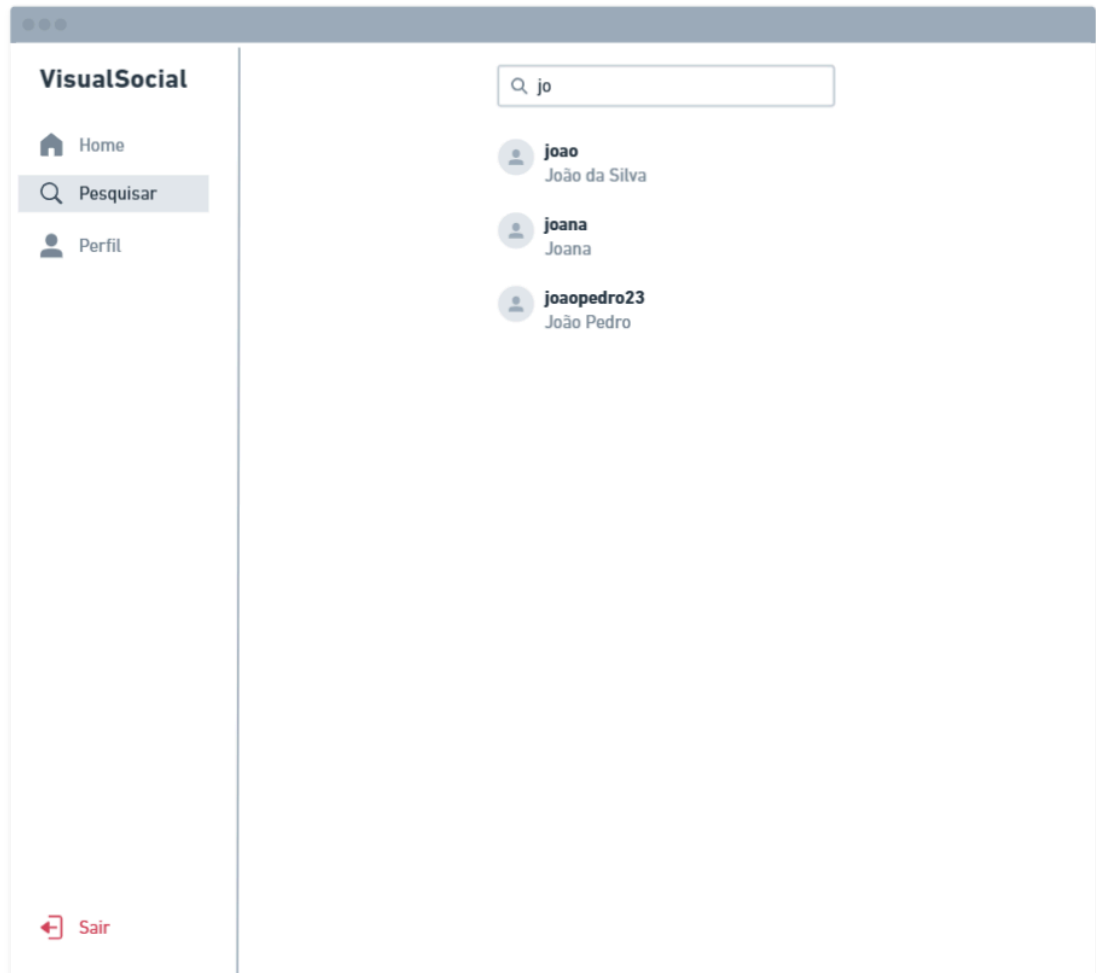 VisualSocial
Home
Pesquisar
Perfil
Sair
jo
joao
João da Silva
joana
Joana
joaopedro23
João Pedro